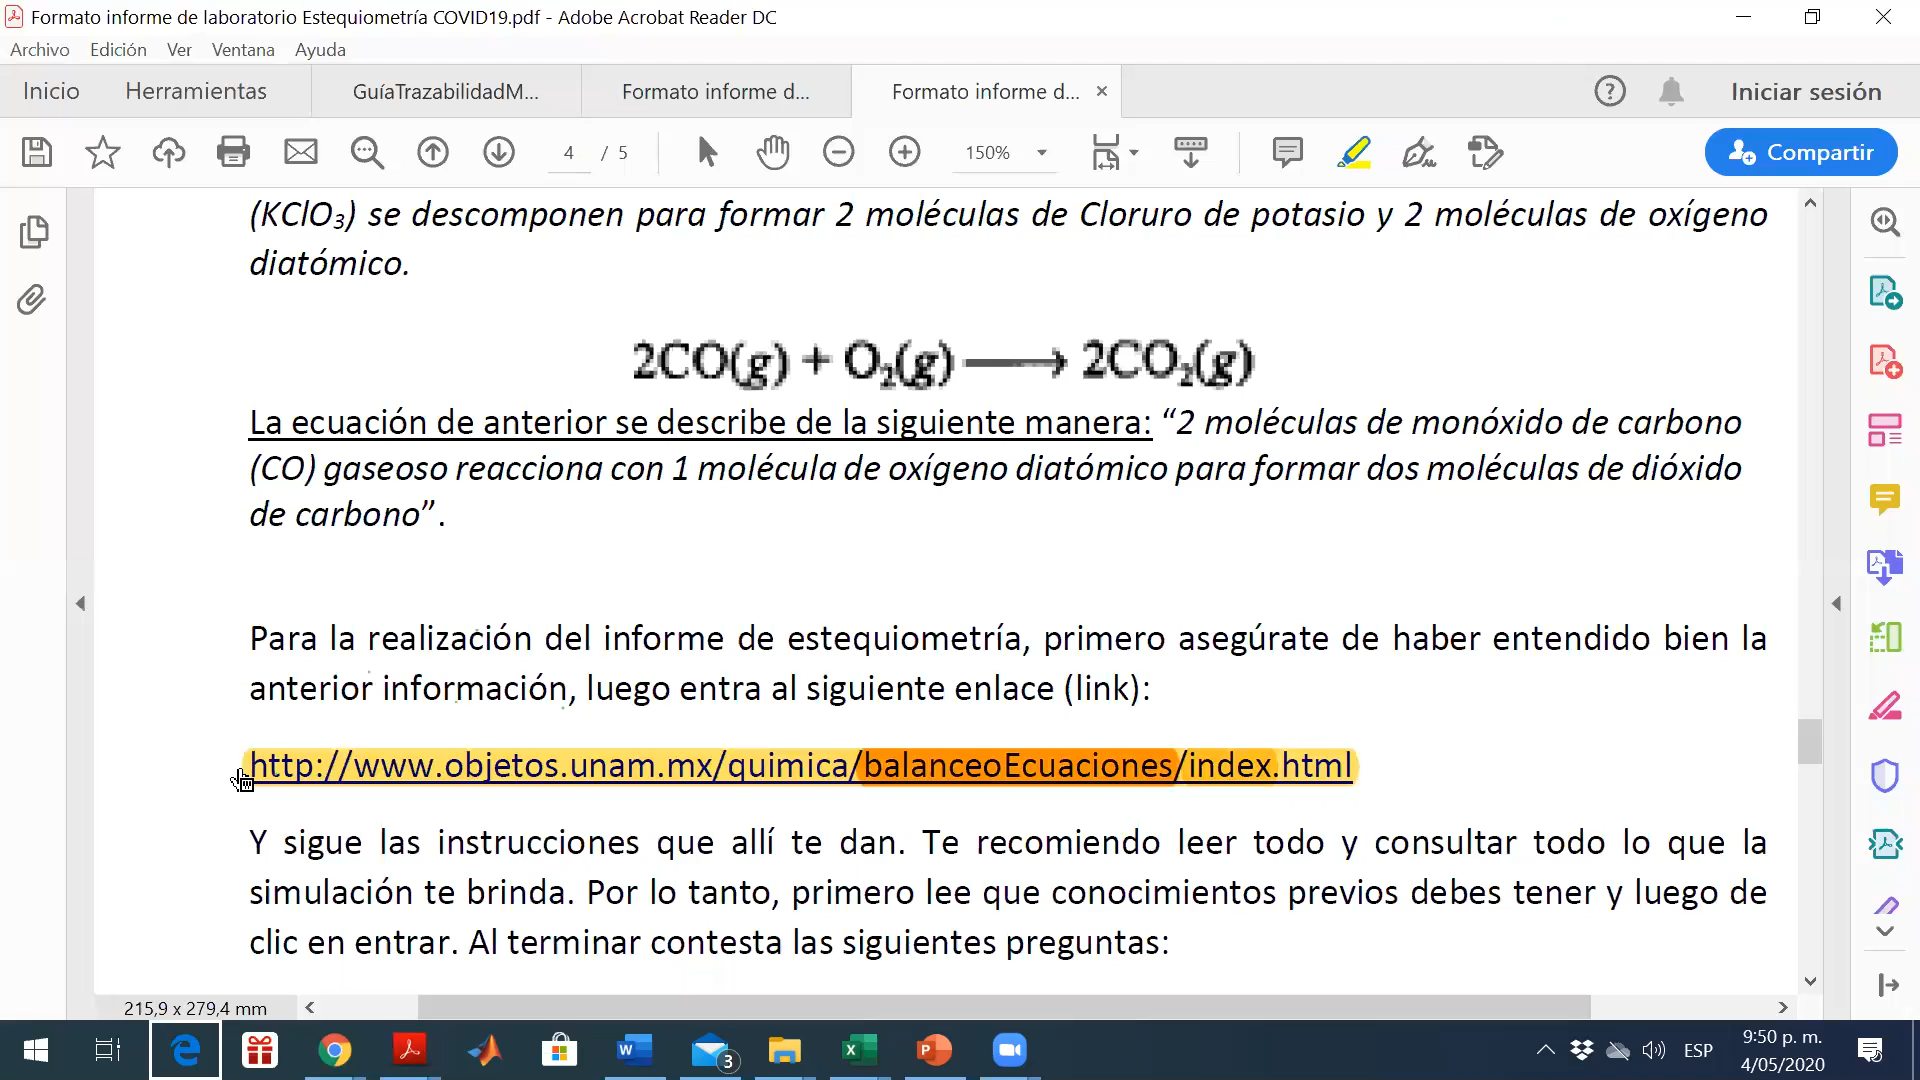 Formato informe de laboratorio Estequiometría COVID19.pdf - Adobe Acrobat Reader DC
Archivo Edición Ver Ventana Ayuda
Inicio Herramientas GuíaTrazabilidadM... Formato informe d... Formato informe d... × Iniciar sesión
4 / 5 150% Compartir
(KClO₃) se descomponen para formar 2 moléculas de Cloruro de potasio y 2 moléculas de oxígeno
diatómico.
2CO(g) + O₂(g) ⟶ 2CO₂(g)
La ecuación de anterior se describe de la siguiente manera: “2 moléculas de monóxido de carbono
(CO) gaseoso reacciona con 1 molécula de oxígeno diatómico para formar dos moléculas de dióxido
de carbono”.
Para la realización del informe de estequiometría, primero asegúrate de haber entendido bien la
anterior información, luego entra al siguiente enlace (link):
http://www.objetos.unam.mx/quimica/balanceoEcuaciones/index.html
Y sigue las instrucciones que allí te dan. Te recomiendo leer todo y consultar todo lo que la
simulación te brinda. Por lo tanto, primero lee que conocimientos previos debes tener y luego de
clic en entrar. Al terminar contesta las siguientes preguntas:
215,9 x 279,4 mm
3 ESP 9:50 p. m.
4/05/2020